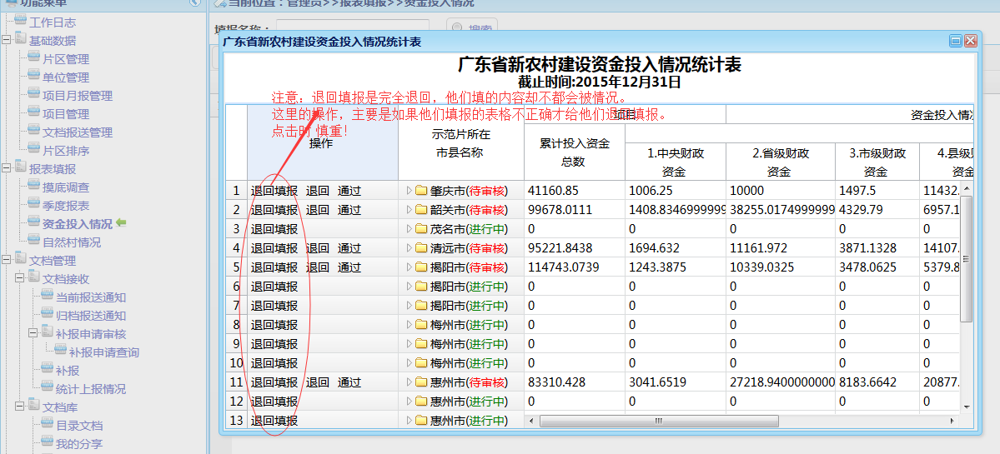 功能菜单
当前位置：管理员>>报表填报>>资金投入情况
工作日志
基础数据
片区管理
单位管理
项目月报管理
项目管理
文档报送管理
片区排序
报表填报
摸底调查
季度报表
资金投入情况
自然村情况
文档管理
文档接收
当前报送通知
归档报送通知
补报申请审核
补报申请查询
补报
统计上报情况
文档库
目录文档
我的分享
填报名称：
搜索
广东省新农村建设资金投入情况统计表
广东省新农村建设资金投入情况统计表
截止时间:2015年12月31日
注意：退回填报是完全退回，他们填的内容却不都会被情况。
这里的操作，主要是如果他们填报的表格不正确才给他们退回填报。
点击时 慎重！
操作
示范片所在
市县名称
项目
资金投入情况
累计投入资金
总数
1.中央财政
资金
2.省级财政
资金
3.市级财政
资金
4.县级财
资金
1 退回填报 退回 通过 肇庆市(待审核) 41160.85 1006.25 10000 1497.5 11432.
2 退回填报 退回 通过 韶关市(待审核) 99678.0111 1408.8346999999 38255.0174999999 4329.79 6957.1
3 退回填报 茂名市(进行中) 0 0 0 0 0
4 退回填报 退回 通过 清远市(待审核) 95221.8438 1694.632 11161.972 3871.1328 14107.
5 退回填报 退回 通过 揭阳市(待审核) 114743.0739 1243.3875 10339.0325 3478.0625 5379.8
6 退回填报 揭阳市(进行中) 0 0 0 0 0
7 退回填报 揭阳市(进行中) 0 0 0 0 0
8 退回填报 梅州市(进行中) 0 0 0 0 0
9 退回填报 梅州市(进行中) 0 0 0 0 0
10 退回填报 梅州市(进行中) 0 0 0 0 0
11 退回填报 退回 通过 惠州市(待审核) 83310.428 3041.6519 27218.9400000000 8183.6642 20877.
12 退回填报 惠州市(进行中) 0 0 0 0 0
13 退回填报 惠州市(进行中)